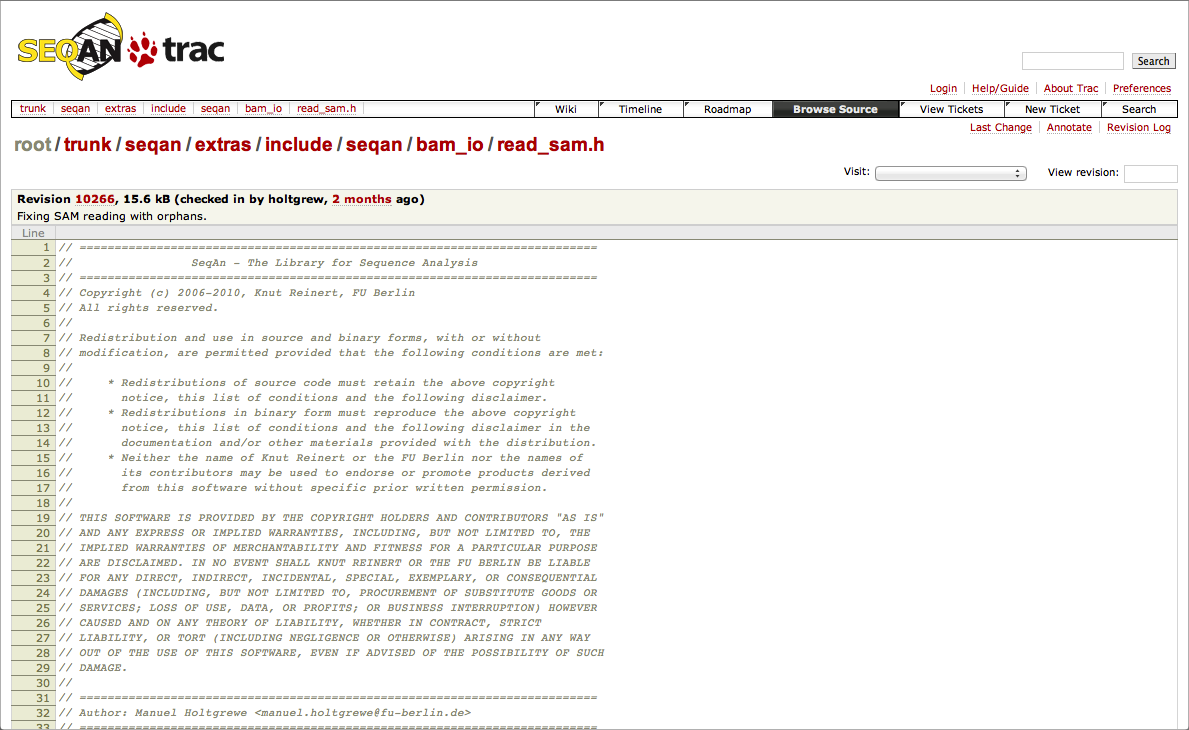 SEQAN trac
Search
Login Help/Guide About Trac Preferences
trunk seqan extras include seqan bam_io read_sam.h Wiki Timeline Roadmap Browse Source View Tickets New Ticket Search
Last Change Annotate Revision Log
root/trunk/seqan/extras/include/seqan/bam_io/read_sam.h
Visit: View revision:
Revision 10266, 15.6 kB (checked in by holtgrew, 2 months ago)
Fixing SAM reading with orphans.
Line
1 // ==========================================================================
2 // SeqAn - The Library for Sequence Analysis
3 // ==========================================================================
4 // Copyright (c) 2006-2010, Knut Reinert, FU Berlin
5 // All rights reserved.
6 //
7 // Redistribution and use in source and binary forms, with or without
8 // modification, are permitted provided that the following conditions are met:
9 //
10 // * Redistributions of source code must retain the above copyright
11 // notice, this list of conditions and the following disclaimer.
12 // * Redistributions in binary form must reproduce the above copyright
13 // notice, this list of conditions and the following disclaimer in the
14 // documentation and/or other materials provided with the distribution.
15 // * Neither the name of Knut Reinert or the FU Berlin nor the names of
16 // its contributors may be used to endorse or promote products derived
17 // from this software without specific prior written permission.
18 //
19 // THIS SOFTWARE IS PROVIDED BY THE COPYRIGHT HOLDERS AND CONTRIBUTORS "AS IS"
20 // AND ANY EXPRESS OR IMPLIED WARRANTIES, INCLUDING, BUT NOT LIMITED TO, THE
21 // IMPLIED WARRANTIES OF MERCHANTABILITY AND FITNESS FOR A PARTICULAR PURPOSE
22 // ARE DISCLAIMED. IN NO EVENT SHALL KNUT REINERT OR THE FU BERLIN BE LIABLE
23 // FOR ANY DIRECT, INDIRECT, INCIDENTAL, SPECIAL, EXEMPLARY, OR CONSEQUENTIAL
24 // DAMAGES (INCLUDING, BUT NOT LIMITED TO, PROCUREMENT OF SUBSTITUTE GOODS OR
25 // SERVICES; LOSS OF USE, DATA, OR PROFITS; OR BUSINESS INTERRUPTION) HOWEVER
26 // CAUSED AND ON ANY THEORY OF LIABILITY, WHETHER IN CONTRACT, STRICT
27 // LIABILITY, OR TORT (INCLUDING NEGLIGENCE OR OTHERWISE) ARISING IN ANY WAY
28 // OUT OF THE USE OF THIS SOFTWARE, EVEN IF ADVISED OF THE POSSIBILITY OF SUCH
29 // DAMAGE.
30 //
31 // ==========================================================================
32 // Author: Manuel Holtgrewe <manuel.holtgrewe@fu-berlin.de>
33 // ==========================================================================